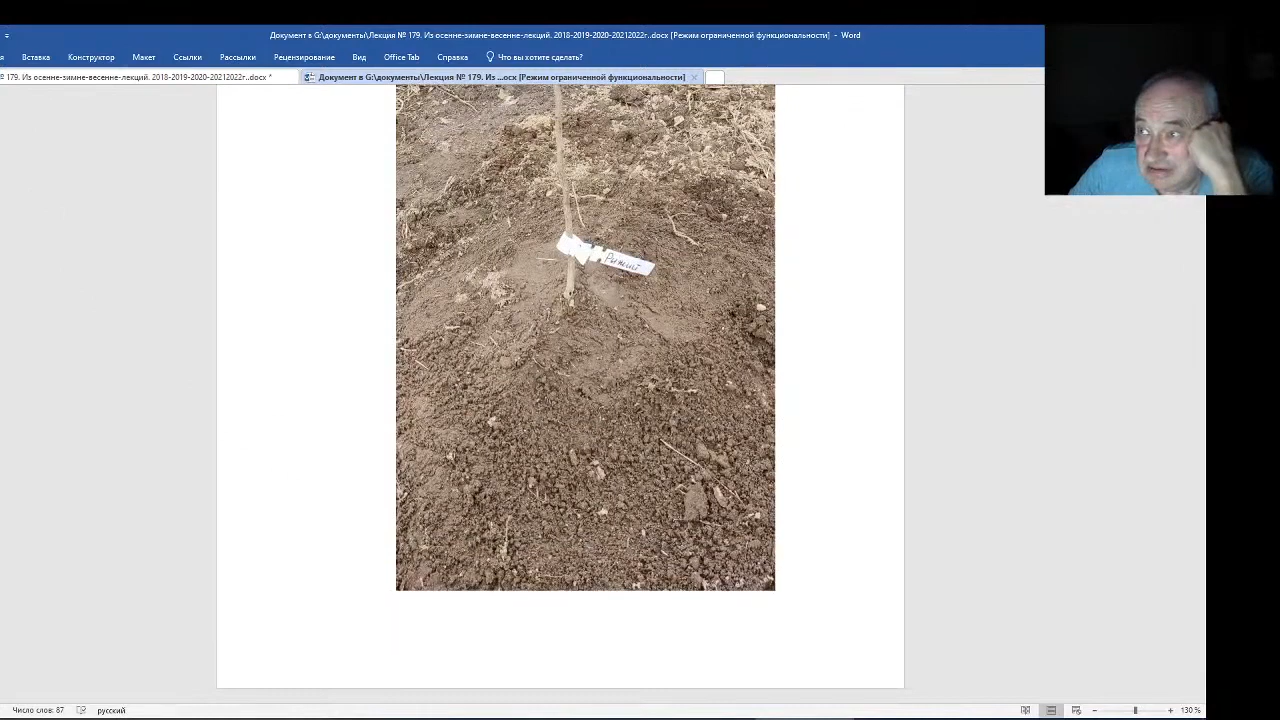 Документ в G:\документы\Лекция № 179. Из осенне-зимне-весенне-лекций. 2018-2019-2020-20212022г..docx [Режим ограниченной функциональности] - Word
Вставка Конструктор Макет Ссылки Рассылки Рецензирование Вид Office Tab Справка Что вы хотите сделать?
179. Из осенне-зимне-весенне-лекций. 2018-2019-2020-20212022г..docx *
Документ в G:\документы\Лекция № 179. Из ...осх [Режим ограниченной функциональности]
Рижий
Число слов: 87 русский 130 %